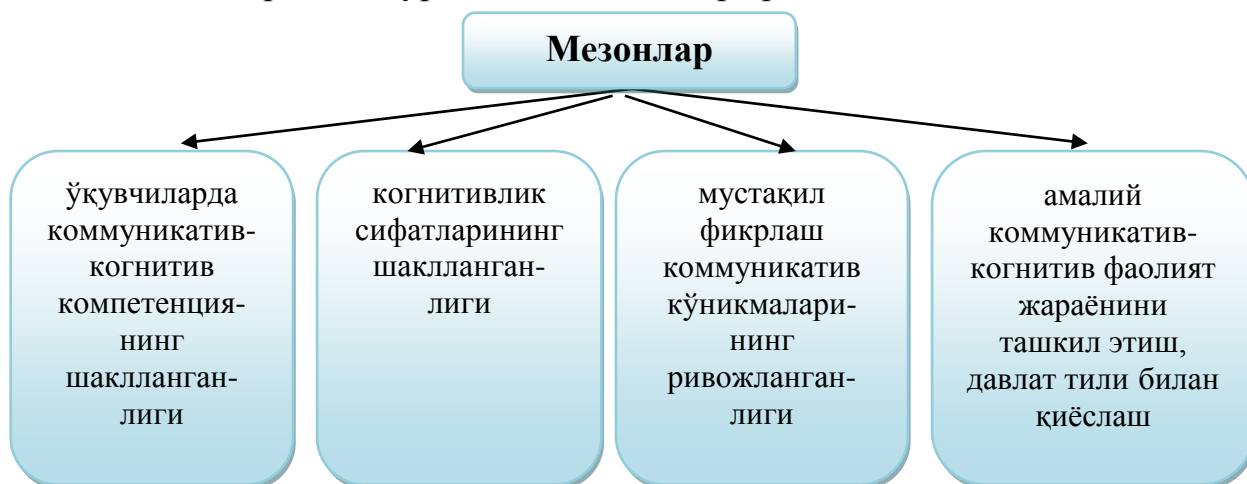 Мезонлар
ўқувчиларда
коммуникатив-
когнитив
компетенция-
нинг
шаклланган-
лиги
когнитивлик
сифатларининг
шаклланган-
лиги
мустақил
фикрлаш
коммуникатив
кўникмалари-
нинг
ривожланган-
лиги
амалий
коммуникатив-
когнитив фаолият
жараёнини
ташкил этиш,
давлат тили билан
қиёслаш